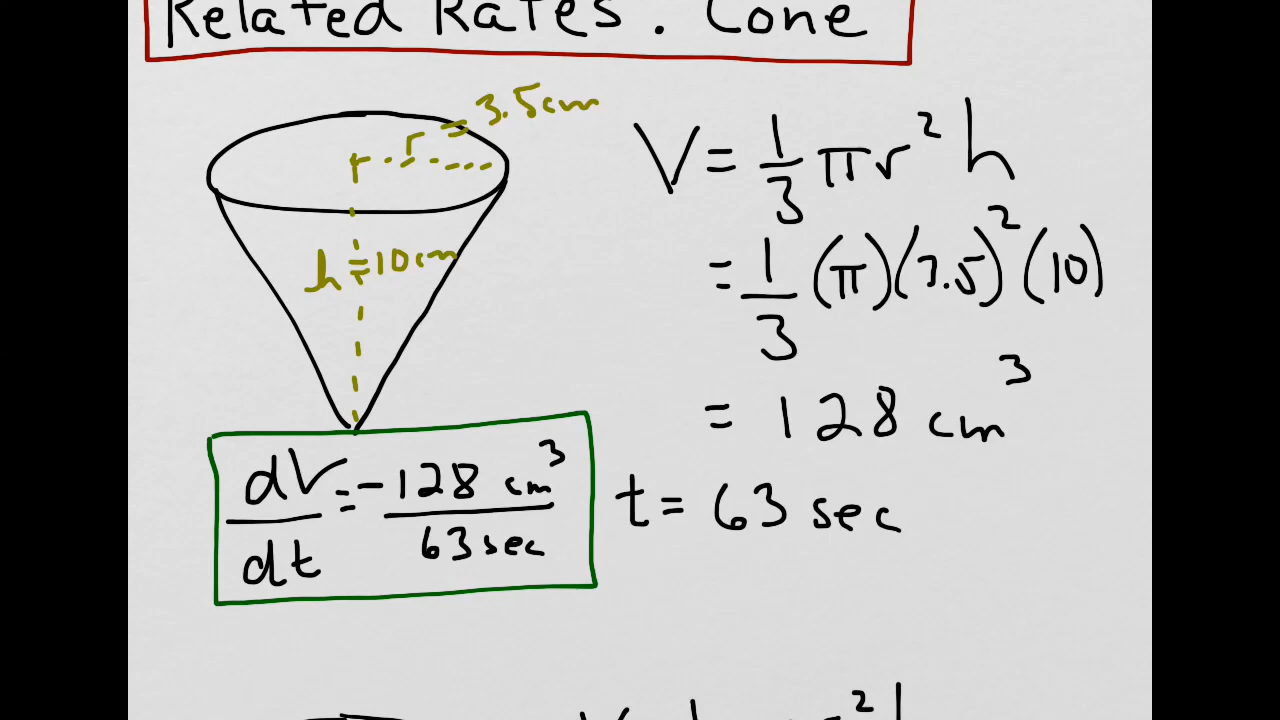 Related Rates. Cone
r = 3.5cm
h = 10cm
V = 1/3 πr² h
= 1/3 (π)(3.5)² (10)
= 128 cm³
t = 63 sec
dV/dt = -128 cm³/63 sec